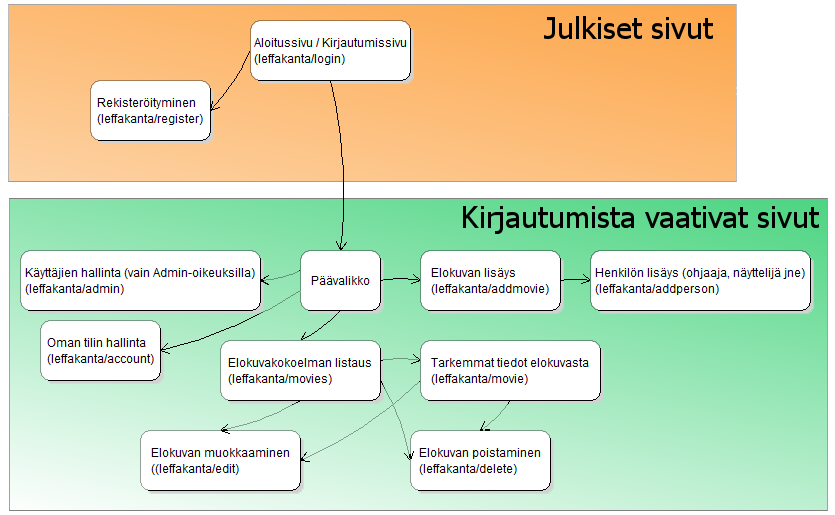 Julkiset sivut
Aloitussivu / Kirjautumissivu
(leffakanta/login)
Rekisteröityminen
(leffakanta/register)
Kirjautumista vaativat sivut
Käyttäjien hallinta (vain Admin-oikeuksilla)
(leffakanta/admin)
Päävalikko
Elokuvan lisäys
(leffakanta/addmovie)
Henkilön lisäys (ohjaaja, näyttelijä jne)
(leffakanta/addperson)
Oman tilin hallinta
(leffakanta/account)
Elokuvakokoelman listaus
(leffakanta/movies)
Tarkemmat tiedot elokuvasta
(leffakanta/movie)
Elokuvan muokkaaminen
((leffakanta/edit)
Elokuvan poistaminen
(leffakanta/delete)